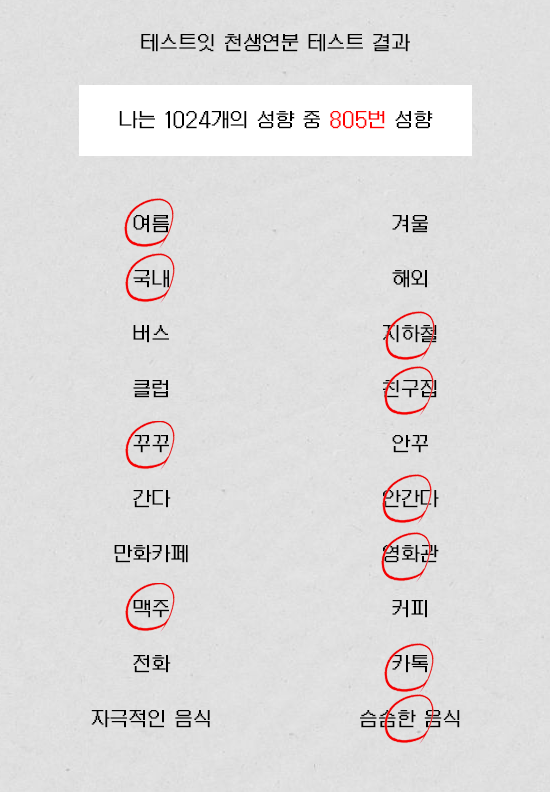 테스트잇 천생연분 테스트 결과
나는 1024개의 성향 중 805번 성향
여름 겨울
국내 해외
버스 지하철
클럽 친구집
꾸꾸 안꾸
간다 안간다
만화카페 영화관
맥주 커피
전화 카톡
자극적인 음식 슴슴한 음식